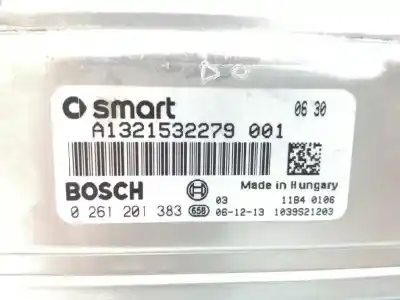 smart 06 30
A1321532279 001
BOSCH Made in Hungary
03 11B4 0106
0 261 201 383 658 06-12-13 1039S21203